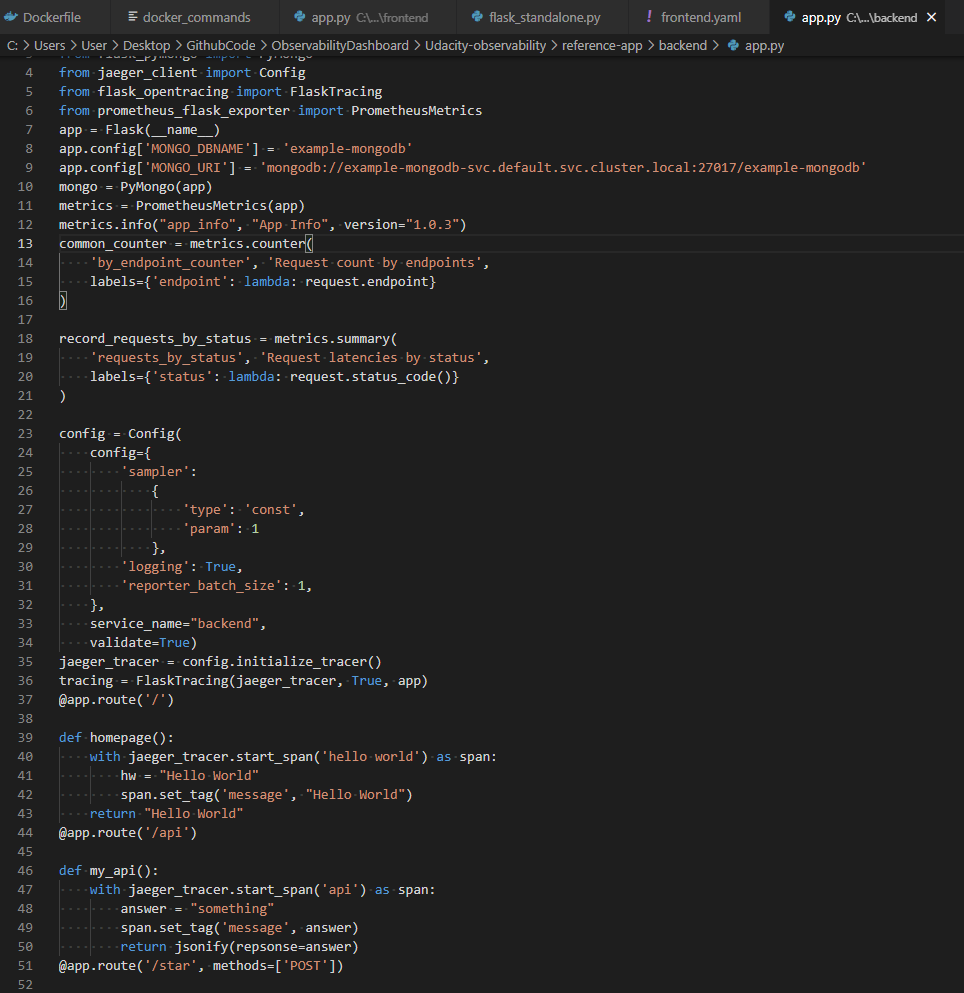 Dockerfile docker_commands app.py C:\...\frontend flask_standalone.py frontend.yaml app.py C:\...\backend
C: > Users > User > Desktop > GithubCode > ObservabilityDashboard > Udacity-observability > reference-app > backend > app.py
4 from jaeger_client import Config
5 from flask_opentracing import FlaskTracing
6 from prometheus_flask_exporter import PrometheusMetrics
7 app = Flask(__name__)
8 app.config['MONGO_DBNAME'] = 'example-mongodb'
9 app.config['MONGO_URI'] = 'mongodb://example-mongodb-svc.default.svc.cluster.local:27017/example-mongodb'
10 mongo = PyMongo(app)
11 metrics = PrometheusMetrics(app)
12 metrics.info("app_info", "App Info", version="1.0.3")
13 common_counter = metrics.counter(
14     'by_endpoint_counter', 'Request count by endpoints',
15     labels={'endpoint': lambda: request.endpoint}
16 )
17
18 record_requests_by_status = metrics.summary(
19     'requests_by_status', 'Request latencies by status',
20     labels={'status': lambda: request.status_code()}
21 )
22
23 config = Config(
24     config={
25         'sampler':
26             {
27                 'type': 'const',
28                 'param': 1
29             },
30         'logging': True,
31         'reporter_batch_size': 1,
32     },
33     service_name="backend",
34     validate=True)
35 jaeger_tracer = config.initialize_tracer()
36 tracing = FlaskTracing(jaeger_tracer, True, app)
37 @app.route('/')
38
39 def homepage():
40     with jaeger_tracer.start_span('hello world') as span:
41         hw = "Hello World"
42         span.set_tag('message', "Hello World")
43     return "Hello World"
44 @app.route('/api')
45
46 def my_api():
47     with jaeger_tracer.start_span('api') as span:
48         answer = "something"
49         span.set_tag('message', answer)
50         return jsonify(repsonse=answer)
51 @app.route('/star', methods=['POST'])
52